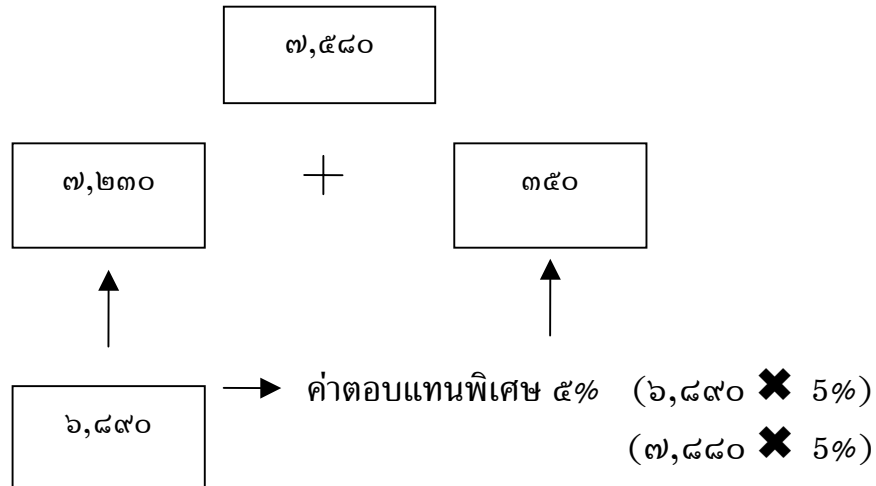 ๗,๕๘๐
๗,๒๓๐ + ๓๕๐
๖,๘๙๐
ค่าตอบแทนพิเศษ ๕% (๖,๘๙๐ ✖ 5%)
(๗,๘๘๐ ✖ 5%)